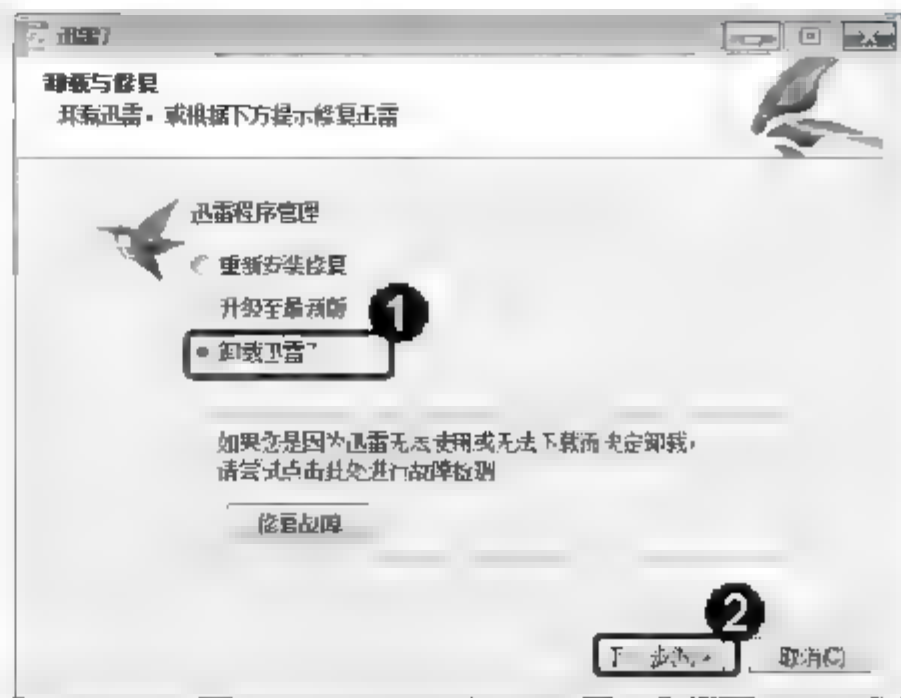 迅雷7
卸载与修复
卸载迅雷。或根据下方提示修复迅雷
迅雷程序管理
重新安装修复
升级至最新版
1
卸载迅雷7
如果您是因为迅雷无法使用或无法下载而决定卸载，
请尝试点击此处进行故障检测
修复故障
2
下一步(N) >
取消(C)